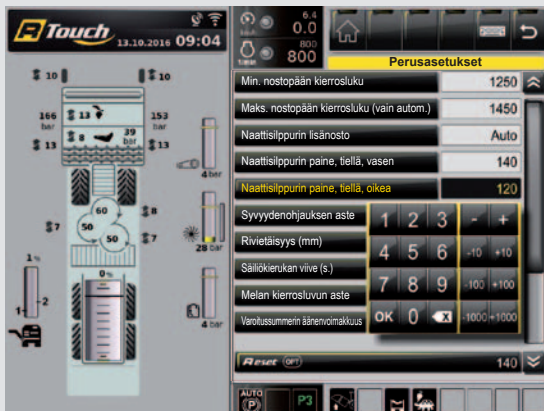 R Touch
13.10.2016 09:04
10
10
166
bar
13
153
bar
13
8
39
bar
13
4 bar
60
50
50
7
8
7
28 bar
1 %
0 %
1
2
4 bar
6.4
0.0
800
800
Perusasetukset
Min. nostopään kierrosluku 1250
Maks. nostopään kierrosluku (vain autom.) 1450
Naattisilppurin lisänosto Auto
Naattisilppurin paine, tiellä, vasen 140
Naattisilppurin paine, tiellä, oikea 120
Syvyydenohjauksen aste
Rivietäisyys (mm)
Säiliökierukan viive (s.)
Melan kierrosluvun aste
Varoitussummerin äänenvoimakkuus
1 2 3 - +
4 5 6 -10 +10
7 8 9 -100 +100
OK 0 x -1000 +1000
Reset OPT 140
AUTO
P
P3